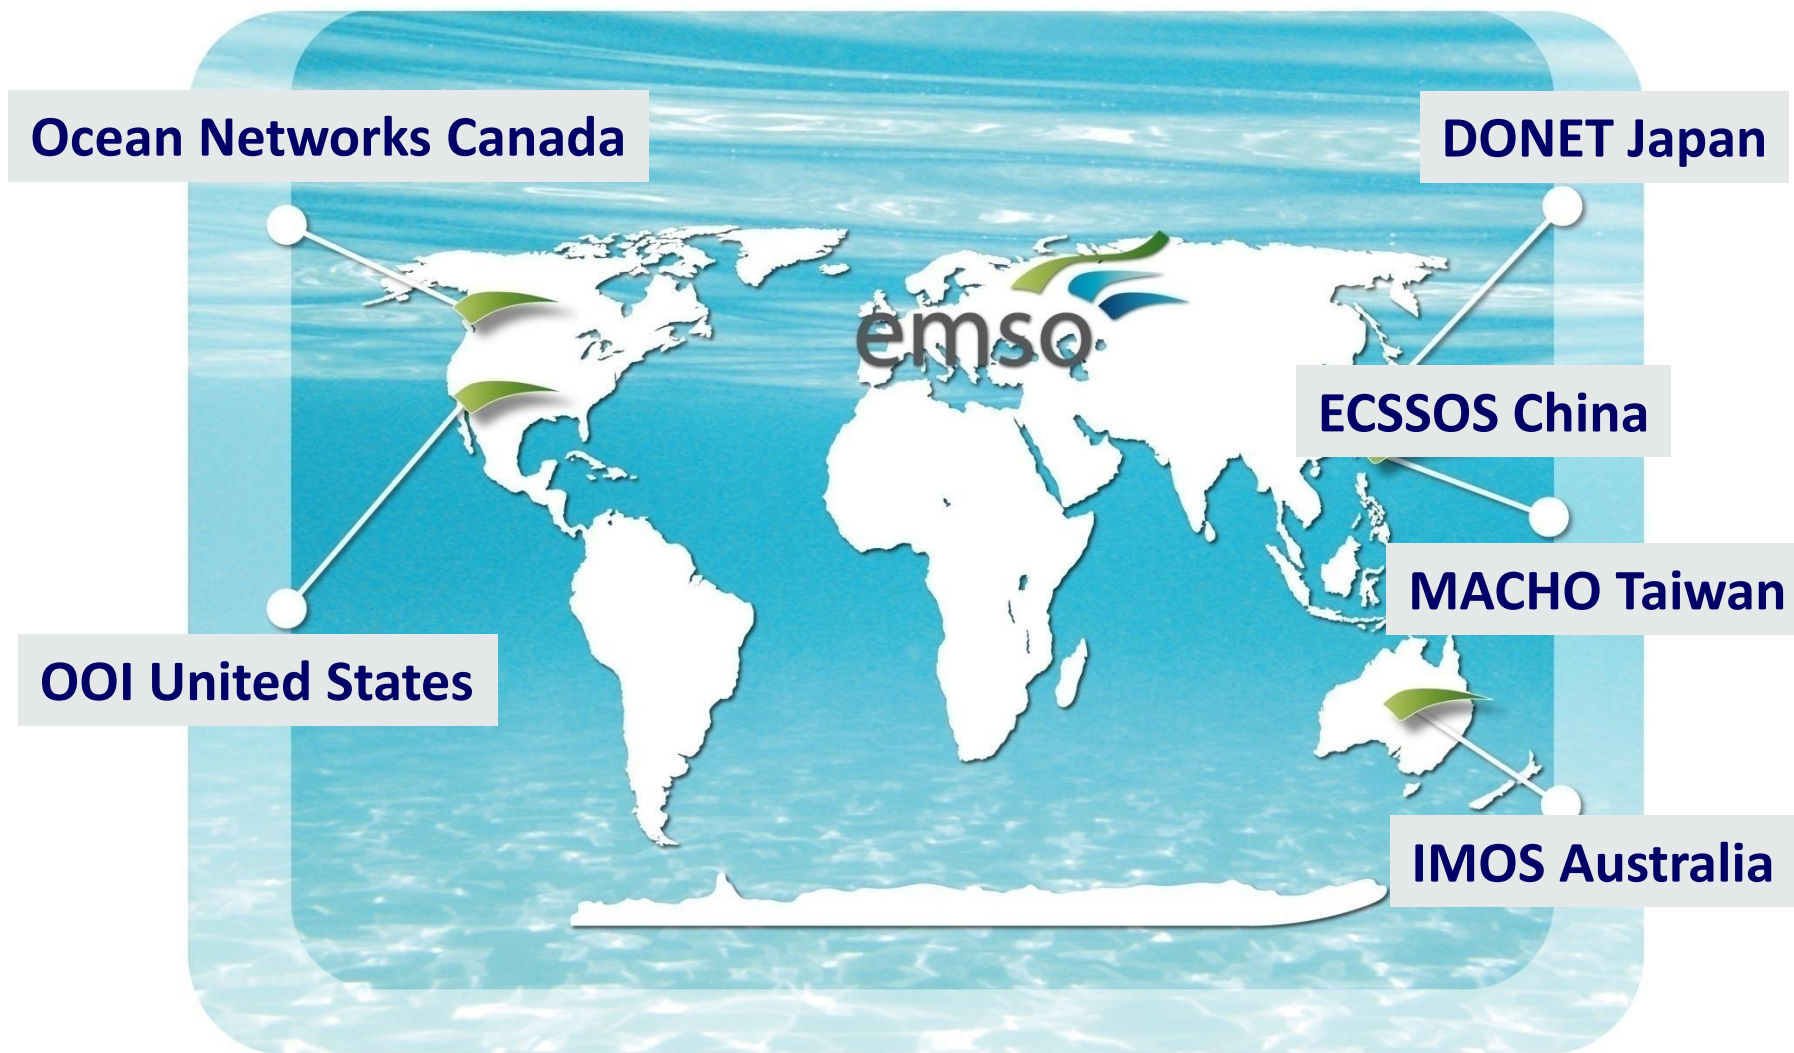 Ocean Networks Canada
DONET Japan
emso
ECSSOS China
MACHO Taiwan
OOI United States
IMOS Australia